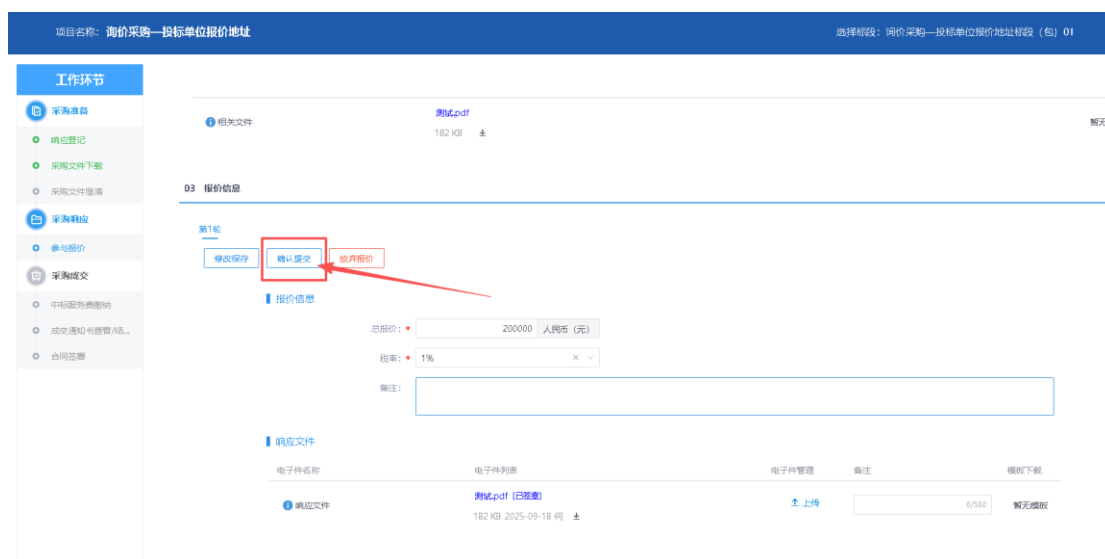 项目名称：询价采购—投标单位报价地址
选择标段：询价采购—投标单位报价地址标段（包）01
工作环节
采购准备
响应登记
采购文件下载
采购文件澄清
采购响应
参与报价
采购成交
中标服务费缴纳
成交通知书查看/结...
合同签署
相关文件
测试.pdf
182 KB
暂无
03 报价信息
第1轮
修改保存
确认提交
放弃报价
报价信息
总报价：* 200000 人民币（元）
税率：* 1%
备注：
响应文件
电子件名称 电子件列表 电子件管理 备注 模板下载
响应文件
测试.pdf [已签章]
182 KB 2025-09-18 何
上传
0/500
暂无模板